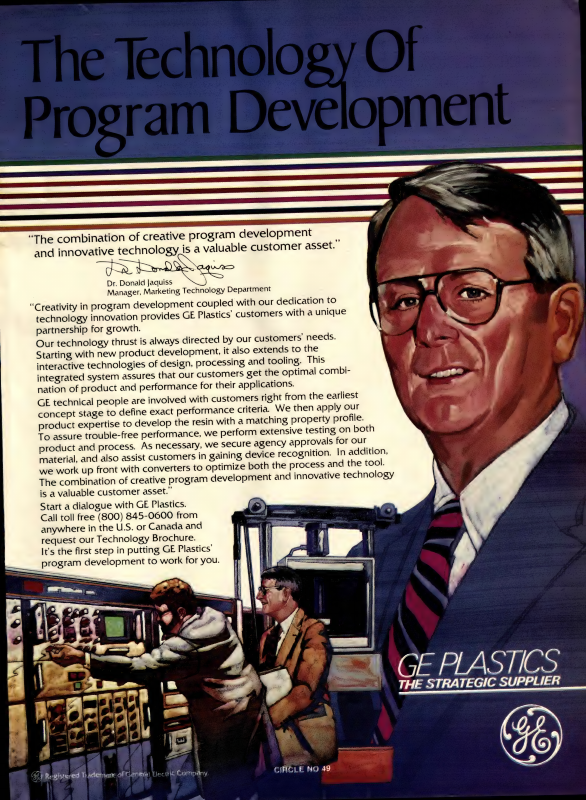 The Technology Of
Program Development
"The combination of creative program development
and innovative technology is a valuable customer asset."
Dr. Donald Jaquiss
Dr. Donald Jaquiss
Manager, Marketing Technology Department
"Creativity in program development coupled with our dedication to
technology innovation provides GE Plastics' customers with a unique
partnership for growth.
Our technology thrust is always directed by our customers' needs.
Starting with new product development, it also extends to the
interactive technologies of design, processing and tooling. This
integrated system assures that our customers get the optimal combi-
nation of product and performance for their applications.
GE technical people are involved with customers right from the earliest
concept stage to define exact performance criteria. We then apply our
product expertise to develop the resin with a matching property profile.
To assure trouble-free performance, we perform extensive testing on both
product and process. As necessary, we secure agency approvals for our
material, and also assist customers in gaining device recognition. In addition,
we work up front with converters to optimize both the process and the tool.
The combination of creative program development and innovative technology
is a valuable customer asset."
Start a dialogue with GE Plastics.
Call toll free (800) 845-0600 from
anywhere in the U.S. or Canada and
request our Technology Brochure.
It's the first step in putting GE Plastics'
program development to work for you.
GE PLASTICS
THE STRATEGIC SUPPLIER
GE
GE Registered Trademark of General Electric Company
CIRCLE NO 49